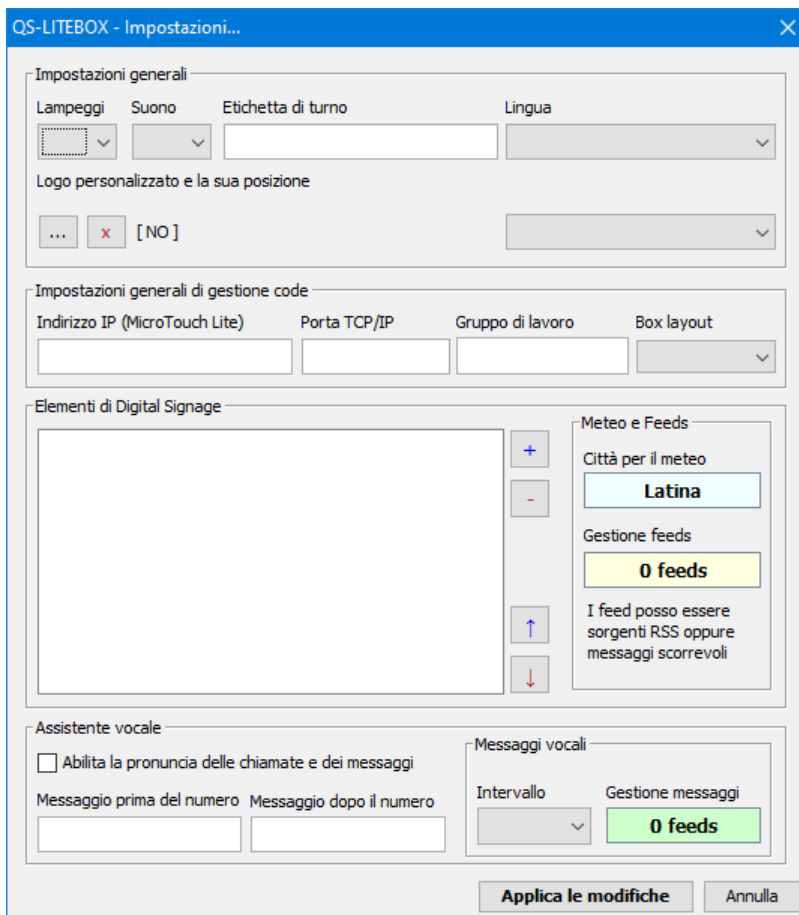 QS-LITEBOX - Impostazioni...
Impostazioni generali
Lampeggi Suono Etichetta di turno Lingua
Logo personalizzato e la sua posizione
... x [ NO ]
Impostazioni generali di gestione code
Indirizzo IP (MicroTouch Lite) Porta TCP/IP Gruppo di lavoro Box layout
Elementi di Digital Signage
+
-
↑
↓
Meteo e Feeds
Città per il meteo
Latina
Gestione feeds
0 feeds
I feed posso essere
sorgenti RSS oppure
messaggi scorrevoli
Assistente vocale
Abilita la pronuncia delle chiamate e dei messaggi
Messaggio prima del numero Messaggio dopo il numero
Messaggi vocali
Intervallo Gestione messaggi
0 feeds
Applica le modifiche Annulla